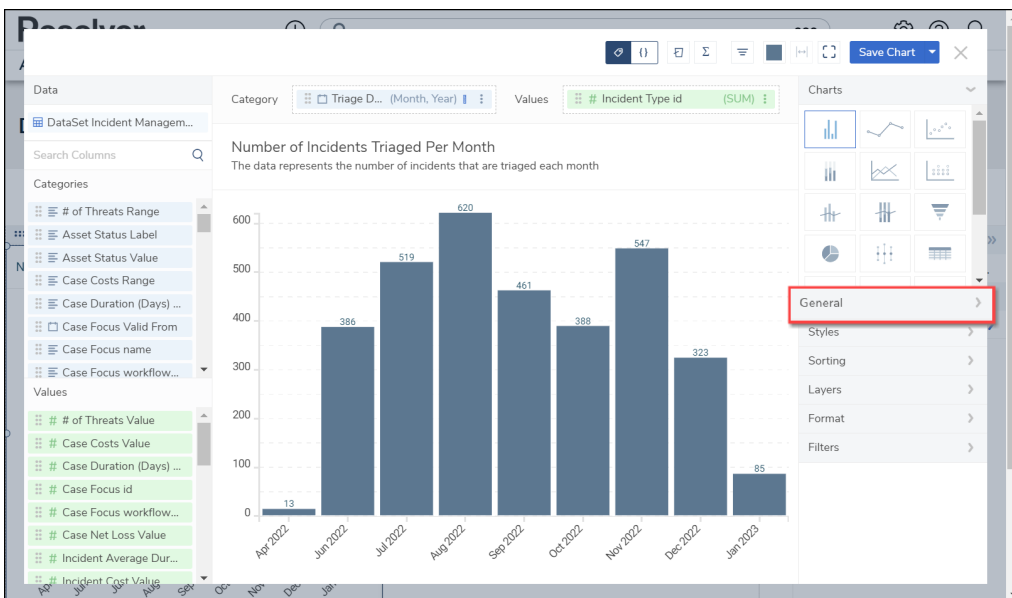 Resolver
{ }
Σ
Save Chart
Data
DataSet Incident Managem...
Search Columns
Categories
# of Threats Range
Asset Status Label
Asset Status Value
Case Costs Range
Case Duration (Days) ...
Case Focus Valid From
Case Focus name
Case Focus workflow...
Values
# # of Threats Value
# Case Costs Value
# Case Duration (Days) ...
# Case Focus id
# Case Focus workflow...
# Case Net Loss Value
# Incident Average Dur...
# Incident Cost Value
Category
Triage D... (Month, Year)
Values
# Incident Type id (SUM)
Number of Incidents Triaged Per Month
The data represents the number of incidents that are triaged each month
600
500
400
300
200
100
0
13
386
519
620
461
388
547
323
85
Apr 2022
Jun 2022
Jul 2022
Aug 2022
Sep 2022
Oct 2022
Nov 2022
Dec 2022
Jan 2023
Charts
General
Styles
Sorting
Layers
Format
Filters